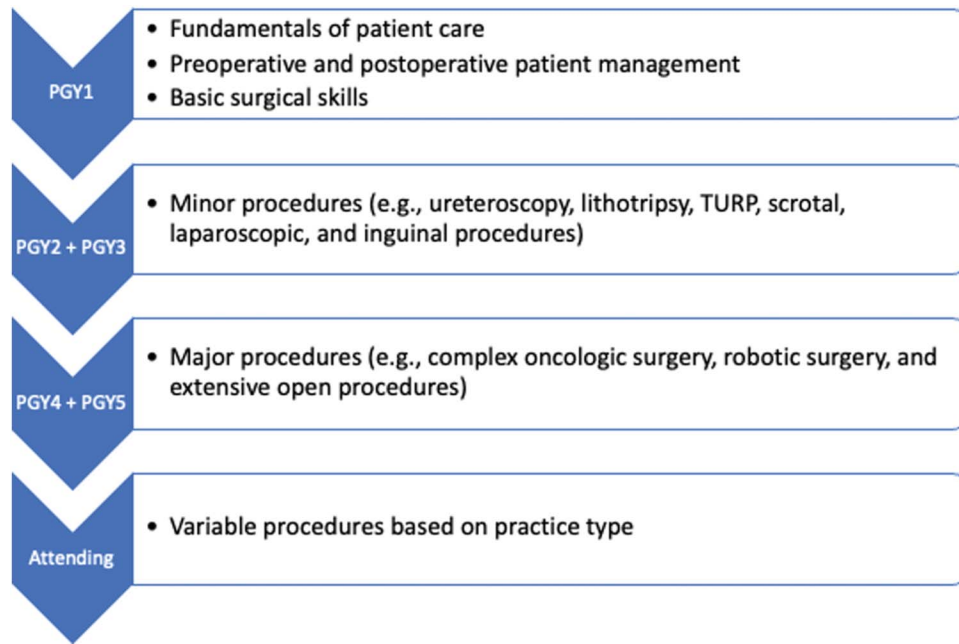 PGY1
• Fundamentals of patient care
• Preoperative and postoperative patient management
• Basic surgical skills
PGY2 + PGY3
• Minor procedures (e.g., ureteroscopy, lithotripsy, TURP, scrotal,
laparoscopic, and inguinal procedures)
PGY4 + PGY5
• Major procedures (e.g., complex oncologic surgery, robotic surgery, and
extensive open procedures)
Attending
• Variable procedures based on practice type